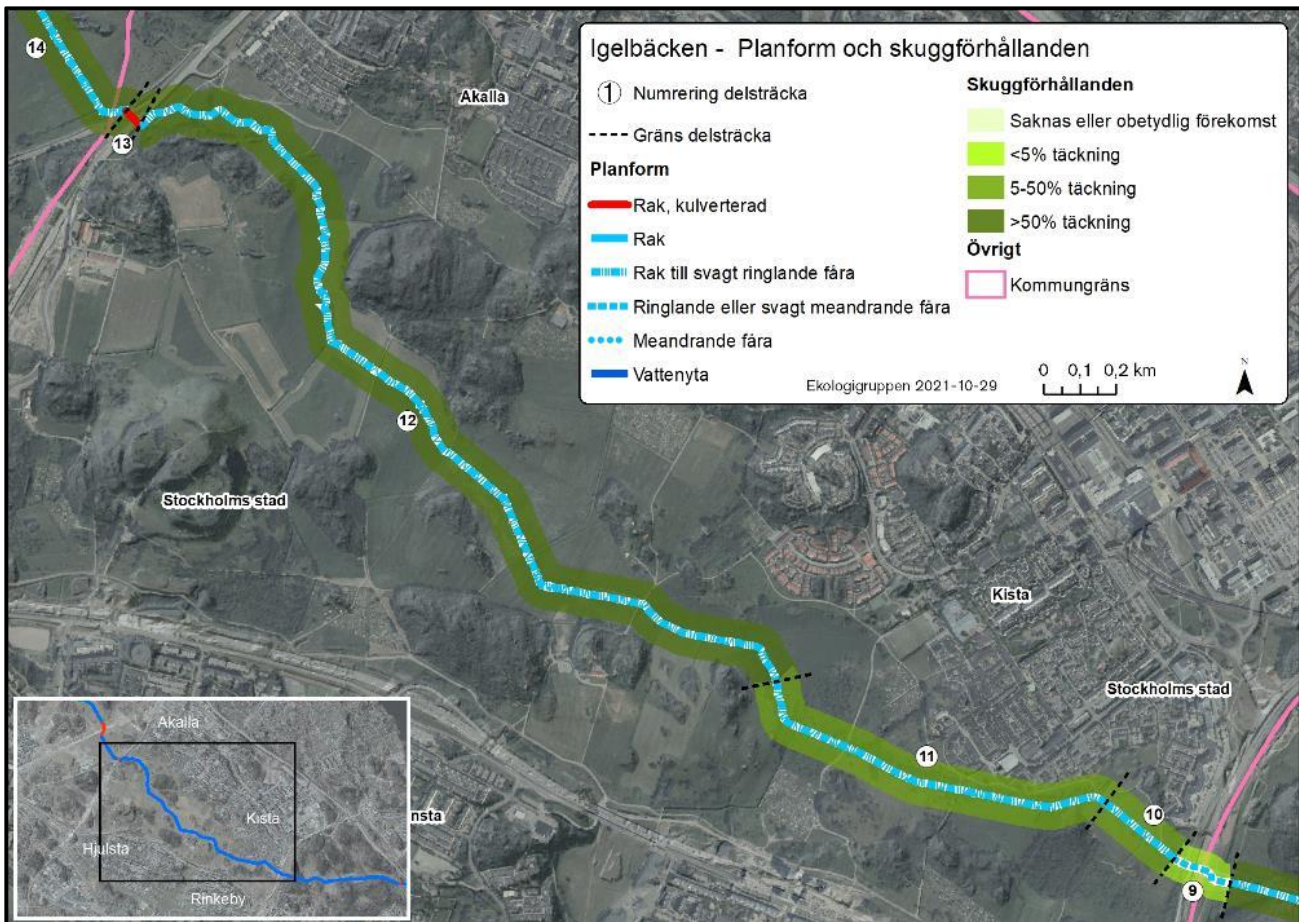 Igelbäcken - Planform och skuggförhållanden
1 Numrering delsträcka
Gräns delsträcka
Planform
Rak, kulverterad
Rak
Rak till svagt ringlande fåra
Ringlande eller svagt meandrande fåra
Meandrande fåra
Vattenyta
Skuggförhållanden
Saknas eller obetydlig förekomst
<5% täckning
5-50% täckning
>50% täckning
Övrigt
Kommungräns
Ekologigruppen 2021-10-29
0 0,1 0,2 km
N
14
13
Akalla
12
Stockholms stad
Kista
Stockholms stad
11
10
9
nsta
Akalla
Kista
Hjulsta
Rinkeby